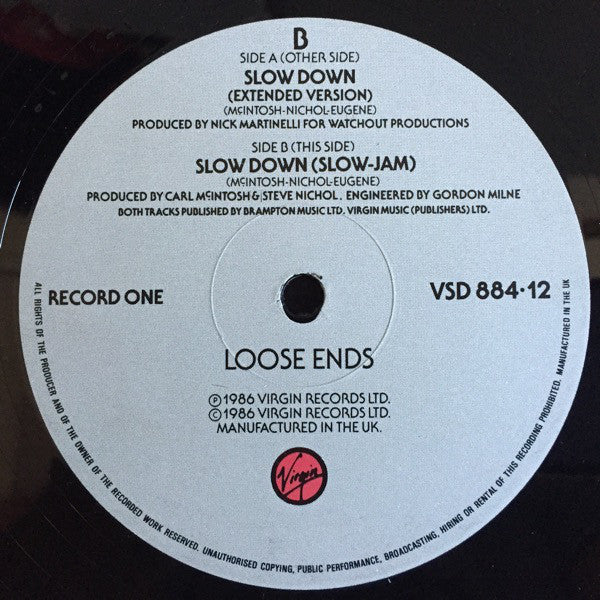 B
SIDE A (OTHER SIDE)
SLOW DOWN
(EXTENDED VERSION)
(McINTOSH-NICHOL-EUGENE)
PRODUCED BY NICK MARTINELLI FOR WATCHOUT PRODUCTIONS
SIDE B (THIS SIDE)
SLOW DOWN (SLOW-JAM)
(McINTOSH-NICHOL-EUGENE)
PRODUCED BY CARL McINTOSH & STEVE NICHOL. ENGINEERED BY GORDON MILNE
BOTH TRACKS PUBLISHED BY BRAMPTON MUSIC LTD. VIRGIN MUSIC (PUBLISHERS) LTD.
RECORD ONE
VSD 884·12
LOOSE ENDS
Ⓟ 1986 VIRGIN RECORDS LTD.
© 1986 VIRGIN RECORDS LTD.
MANUFACTURED IN THE UK.
Virgin
ALL RIGHTS OF THE PRODUCER AND OF THE OWNER OF THE RECORDED WORK RESERVED. UNAUTHORISED COPYING, PUBLIC PERFORMANCE, BROADCASTING, HIRING OR RENTAL OF THIS RECORDING PROHIBITED. MANUFACTURED IN THE UK